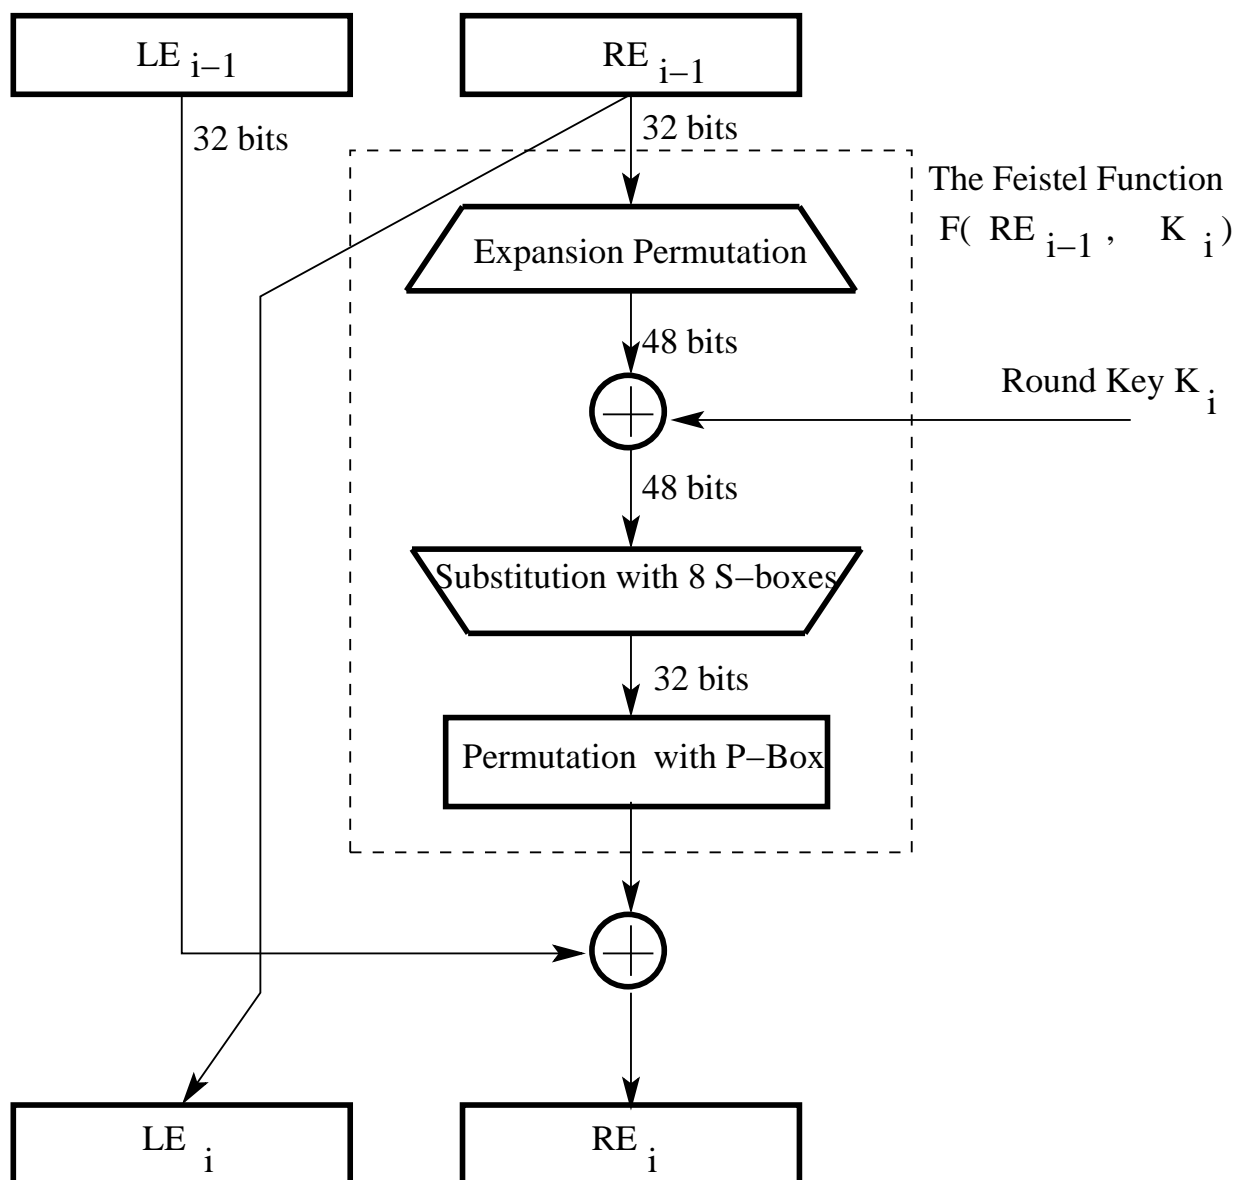 LE i−1
RE i−1
32 bits
32 bits
The Feistel Function
F( RE i−1 , K i )
Expansion Permutation
48 bits
Round Key K i
48 bits
Substitution with 8 S−boxes
32 bits
Permutation with P−Box
LE i
RE i